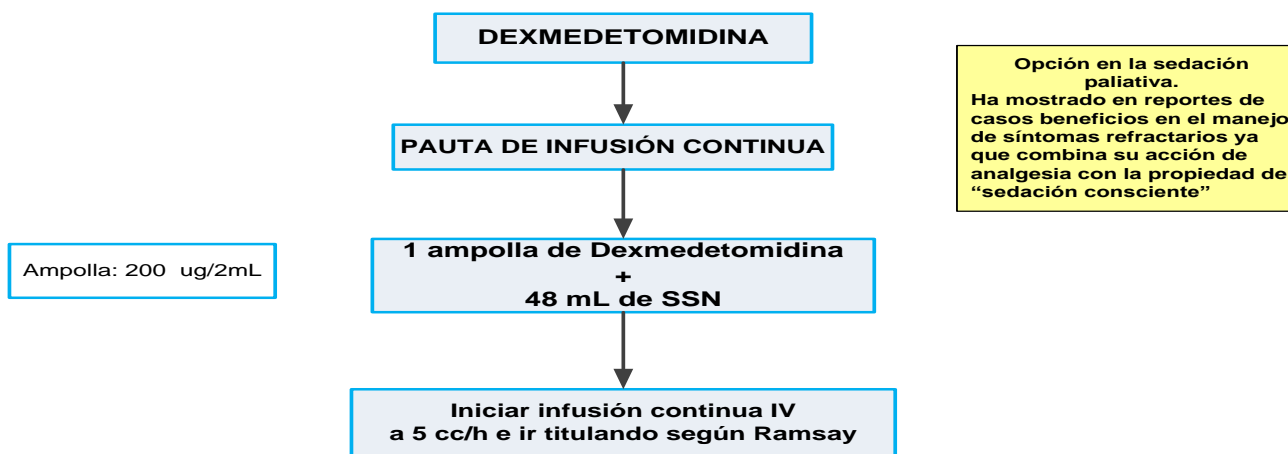 DEXMEDETOMIDINA
Opción en la sedación
paliativa.
Ha mostrado en reportes de
casos beneficios en el manejo
de síntomas refractarios ya
que combina su acción de
analgesia con la propiedad de
“sedación consciente”
PAUTA DE INFUSIÓN CONTINUA
1 ampolla de Dexmedetomidina
+
48 mL de SSN
Ampolla: 200 ug/2mL
Iniciar infusión continua IV
a 5 cc/h e ir titulando según Ramsay